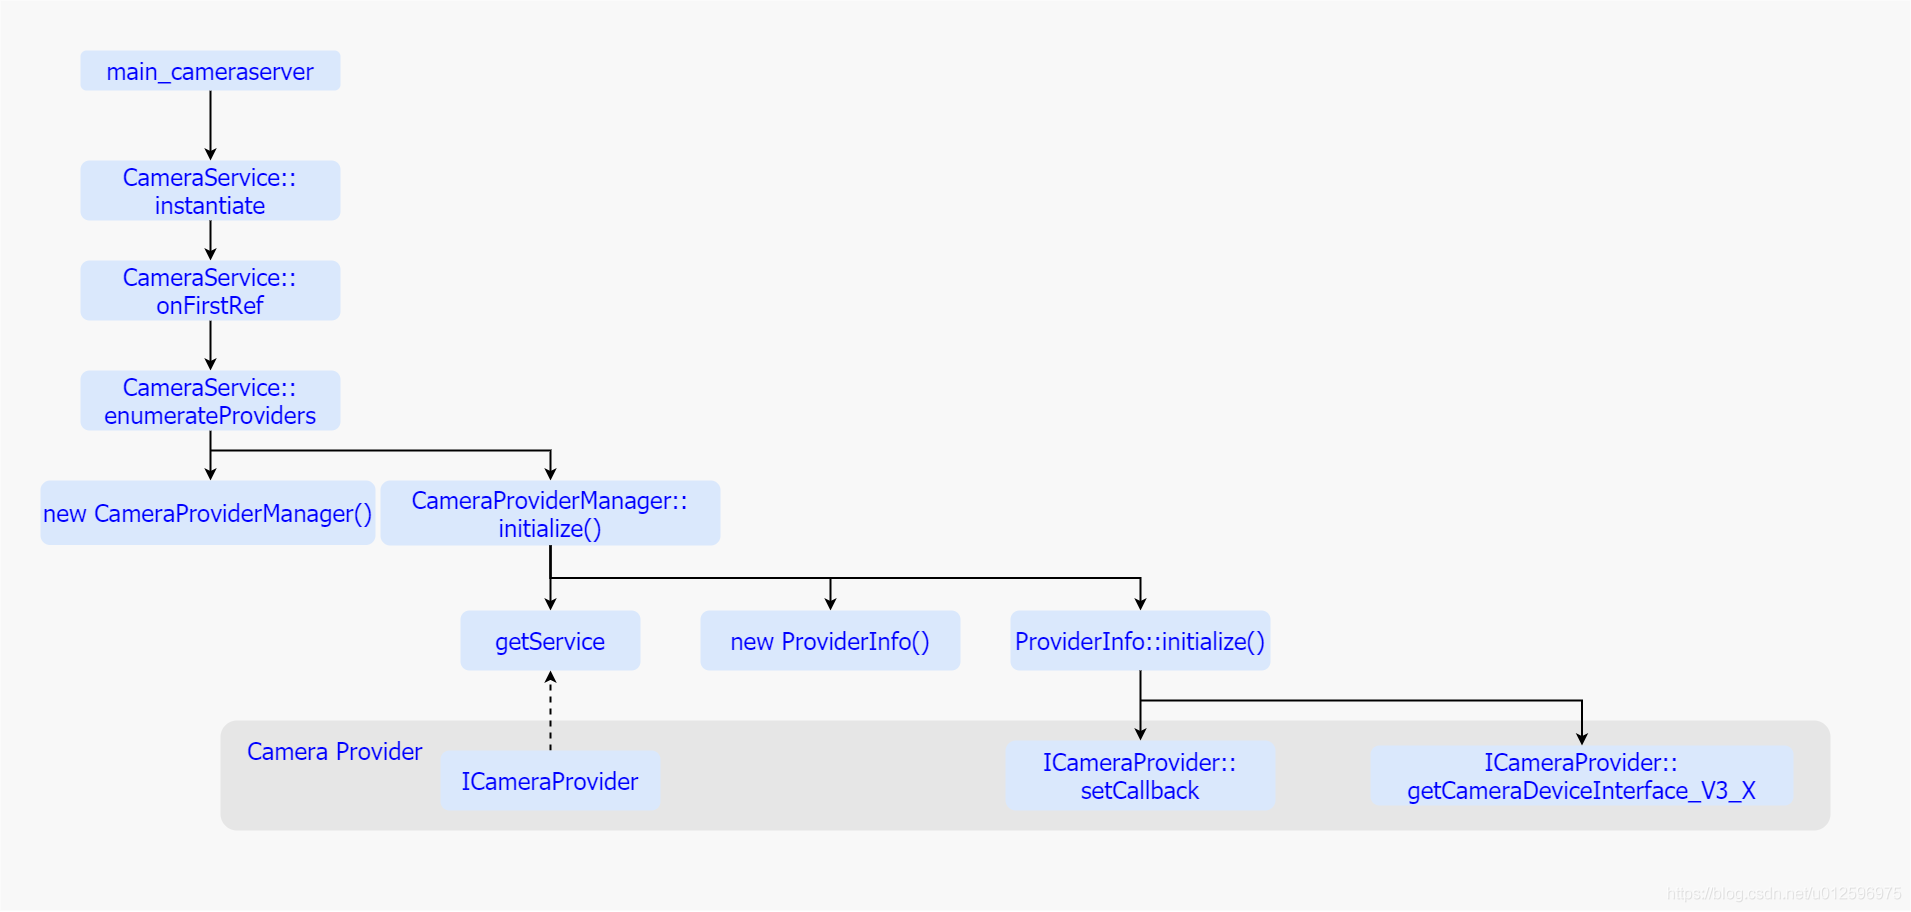 main_cameraserver
CameraService::
instantiate
CameraService::
onFirstRef
CameraService::
enumerateProviders
new CameraProviderManager()
CameraProviderManager::
initialize()
getService
new ProviderInfo()
ProviderInfo::initialize()
Camera Provider
ICameraProvider
ICameraProvider::
setCallback
ICameraProvider::
getCameraDeviceInterface_V3_X
https://blog.csdn.net/u012596975